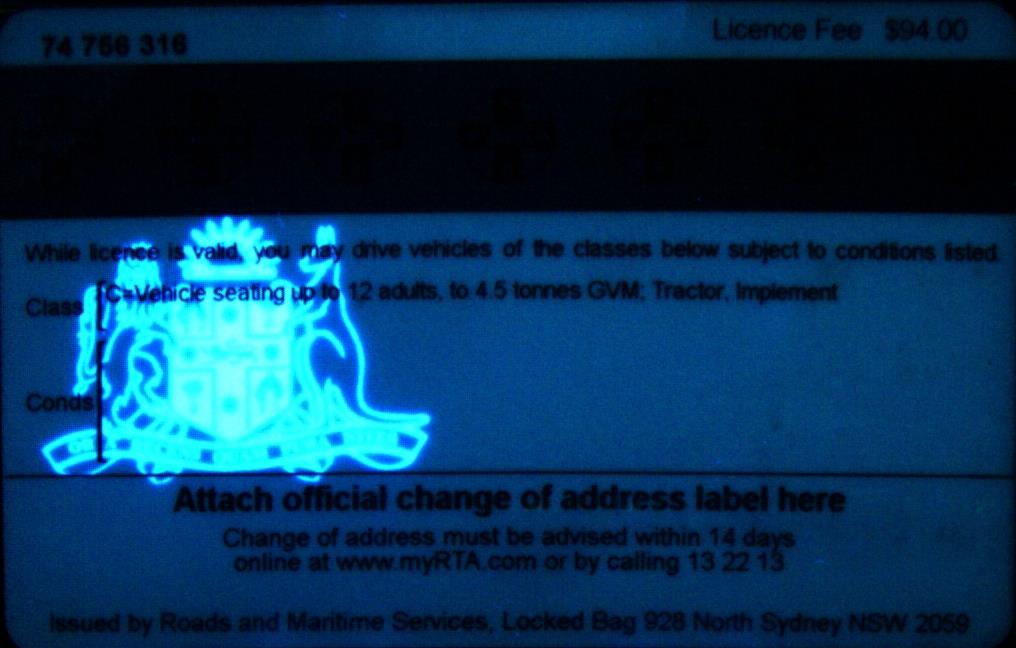 Licence Fee $94.00
74 756 316
While licence is valid, you may drive vehicles of the classes below subject to conditions listed.
Class C=Vehicle seating up to 12 adults, to 4.5 tonnes GVM; Tractor, Implement
Conds
Attach official change of address label here
Change of address must be advised within 14 days
online at www.myRTA.com or by calling 13 22 13
Issued by Roads and Maritime Services, Locked Bag 928 North Sydney NSW 2059